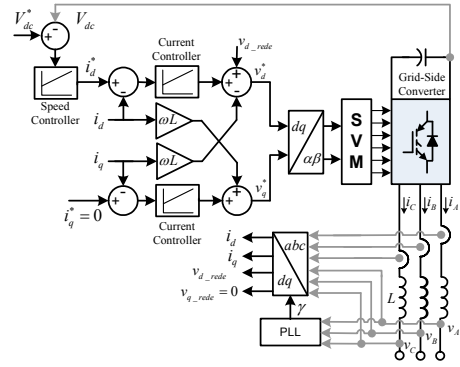 V*dc
Vdc
Speed Controller
i*d
Current Controller
vd_rede
v*d
id
ωL
iq
ωL
v*q
i*q = 0
Current Controller
dq
αβ
SVM
Grid-Side Converter
iC
iB
iA
id
iq
vd_rede
vq_rede = 0
abc
dq
γ
PLL
L
vC
vB
vA